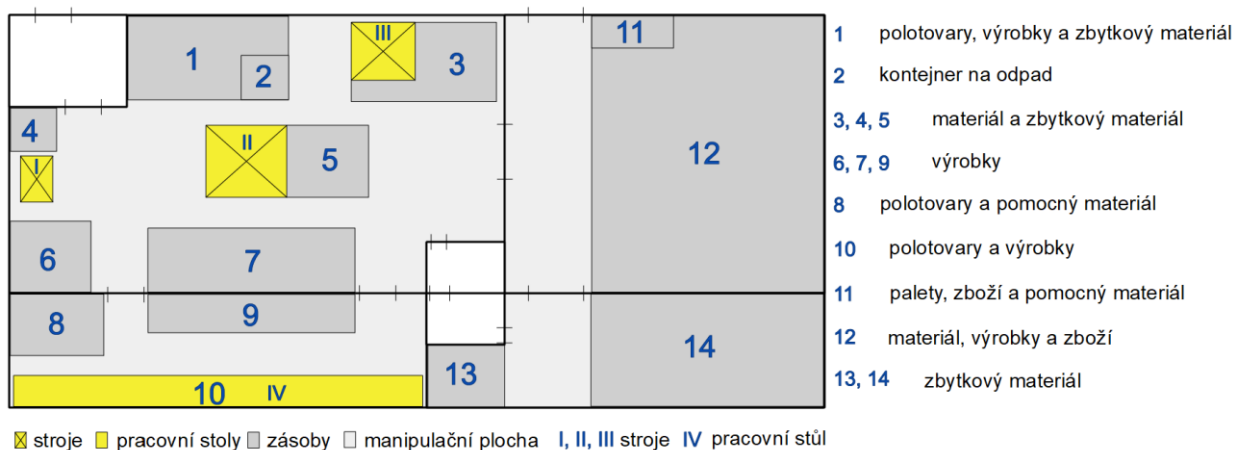 1
2
III
3
11
1 polotovary, výrobky a zbytkový materiál
2 kontejner na odpad
4
I
II
5
12
3, 4, 5 materiál a zbytkový materiál
6, 7, 9 výrobky
8 polotovary a pomocný materiál
6
7
10 polotovary a výrobky
8
9
11 palety, zboží a pomocný materiál
12 materiál, výrobky a zboží
10 IV
13
14
13, 14 zbytkový materiál
stroje pracovní stoly zásoby manipulační plocha I, II, III stroje IV pracovní stůl